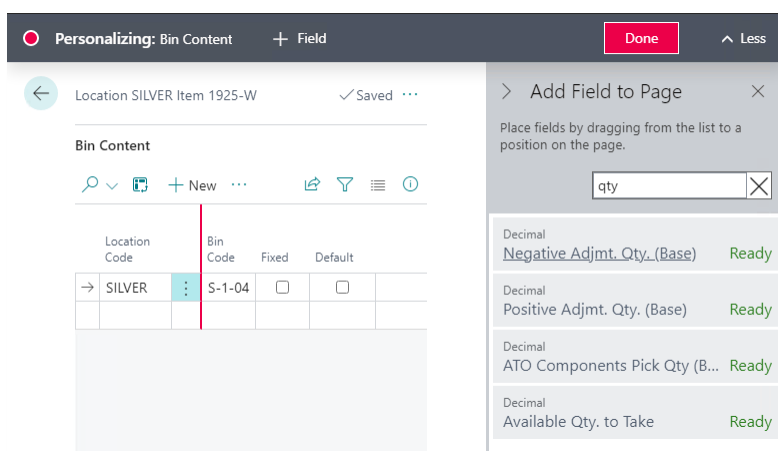 Personalizing: Bin Content
+ Field
Done
Less
Location SILVER Item 1925-W
Saved
Bin Content
+ New
Location
Code
Bin
Code
Fixed
Default
SILVER
S-1-04
Add Field to Page
Place fields by dragging from the list to a
position on the page.
qty
Decimal
Negative Adjmt. Qty. (Base) Ready
Decimal
Positive Adjmt. Qty. (Base) Ready
Decimal
ATO Components Pick Qty (B... Ready
Decimal
Available Qty. to Take Ready